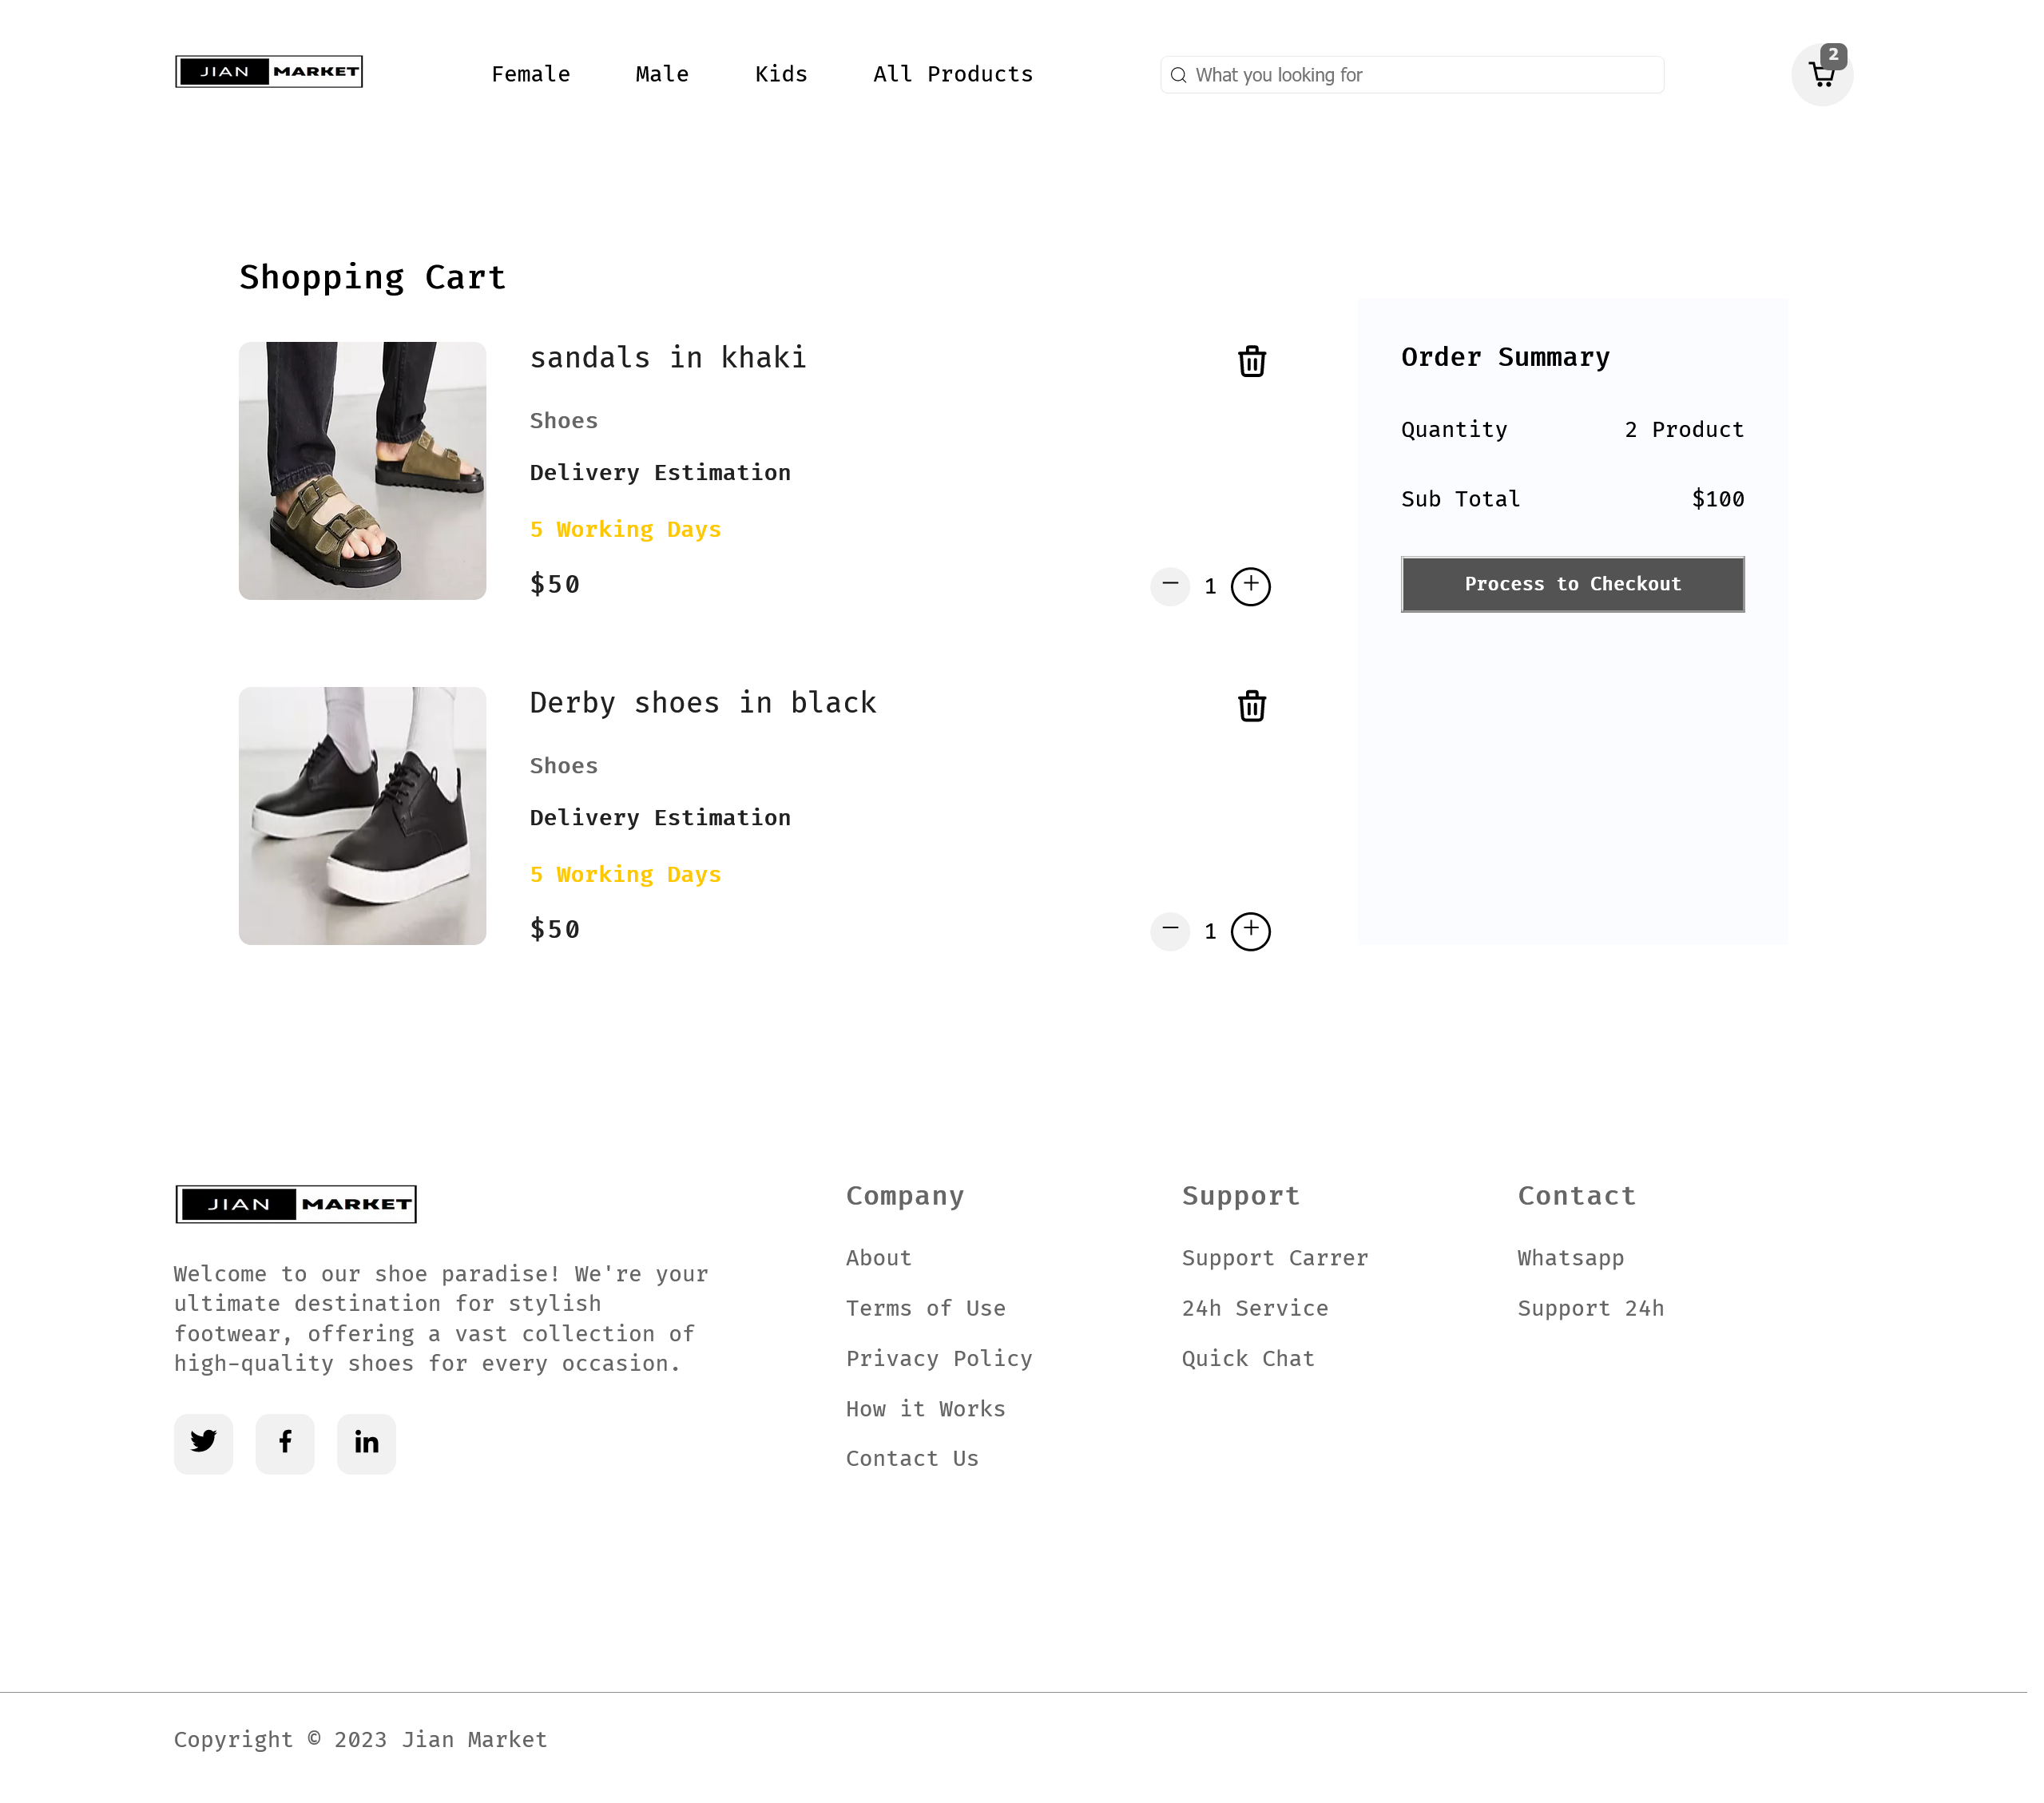 JIAN MARKET
Female
Male
Kids
All Products
What you looking for
2
Shopping Cart
sandals in khaki
Shoes
Delivery Estimation
5 Working Days
$50
1
Derby shoes in black
Shoes
Delivery Estimation
5 Working Days
$50
1
Order Summary
Quantity 2 Product
Sub Total $100
Process to Checkout
JIAN MARKET
Welcome to our shoe paradise! We're your
ultimate destination for stylish
footwear, offering a vast collection of
high-quality shoes for every occasion.
Company
About
Terms of Use
Privacy Policy
How it Works
Contact Us
Support
Support Carrer
24h Service
Quick Chat
Contact
Whatsapp
Support 24h
Copyright © 2023 Jian Market